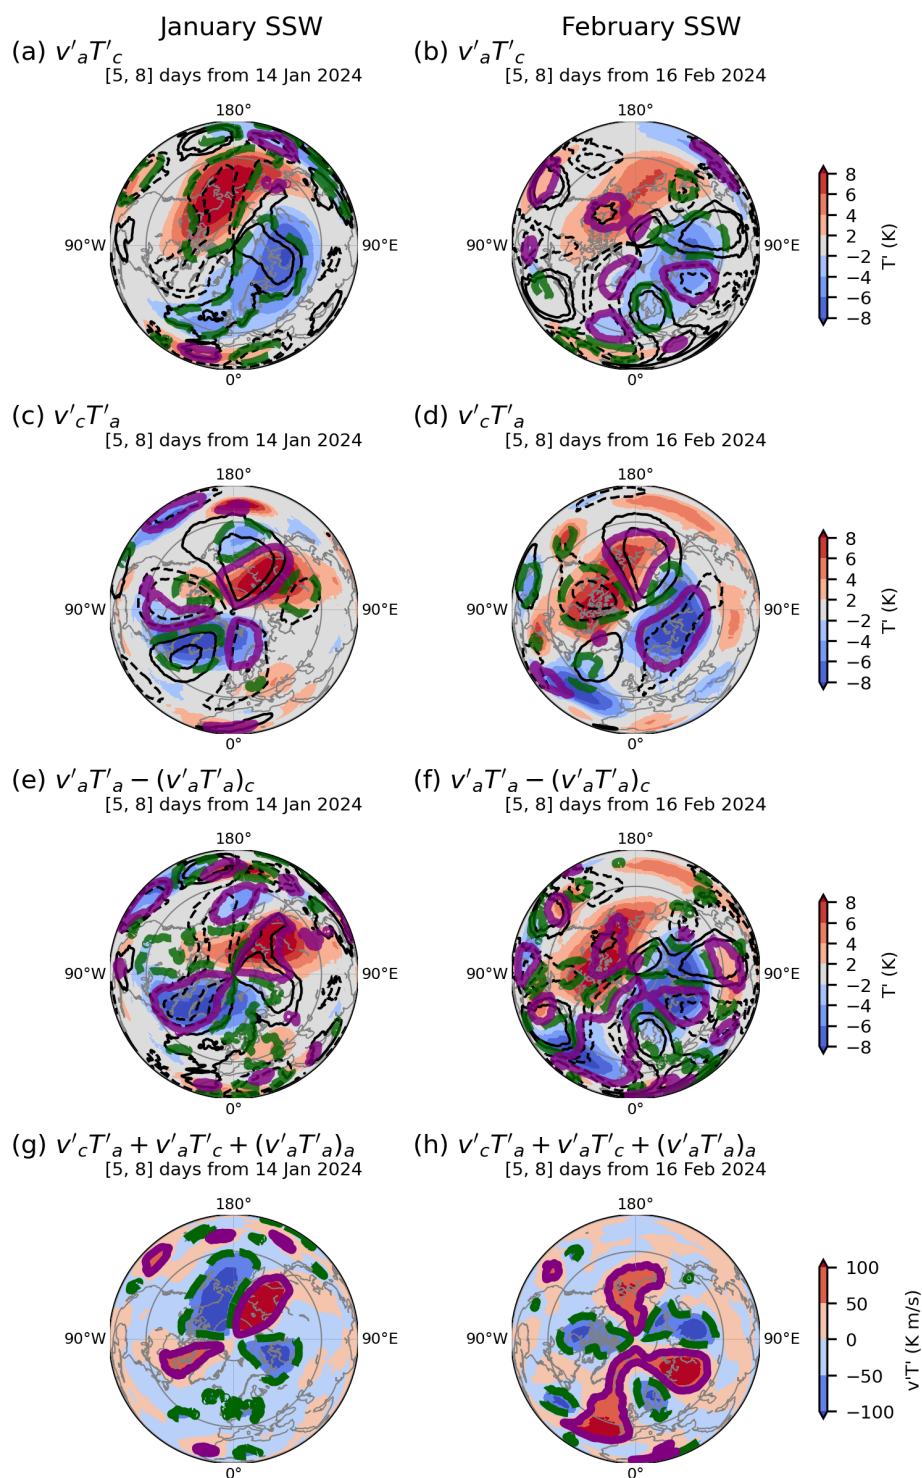 January SSW
February SSW
(a) v′ₐT′꜀
[5, 8] days from 14 Jan 2024
(b) v′ₐT′꜀
[5, 8] days from 16 Feb 2024
180°
180°
90°W
90°E
90°W
90°E
0°
0°
8
6
4
2
−2
−4
−6
−8
T' (K)
(c) v′꜀T′ₐ
[5, 8] days from 14 Jan 2024
(d) v′꜀T′ₐ
[5, 8] days from 16 Feb 2024
180°
180°
90°W
90°E
90°W
90°E
0°
0°
8
6
4
2
−2
−4
−6
−8
T' (K)
(e) v′ₐT′ₐ − (v′ₐT′ₐ)꜀
[5, 8] days from 14 Jan 2024
(f) v′ₐT′ₐ − (v′ₐT′ₐ)꜀
[5, 8] days from 16 Feb 2024
180°
180°
90°W
90°E
90°W
90°E
0°
0°
8
6
4
2
−2
−4
−6
−8
T' (K)
(g) v′꜀T′ₐ + v′ₐT′꜀ + (v′ₐT′ₐ)ₐ
[5, 8] days from 14 Jan 2024
(h) v′꜀T′ₐ + v′ₐT′꜀ + (v′ₐT′ₐ)ₐ
[5, 8] days from 16 Feb 2024
180°
180°
90°W
90°E
90°W
90°E
0°
0°
100
50
0
−50
−100
v'T' (K m/s)